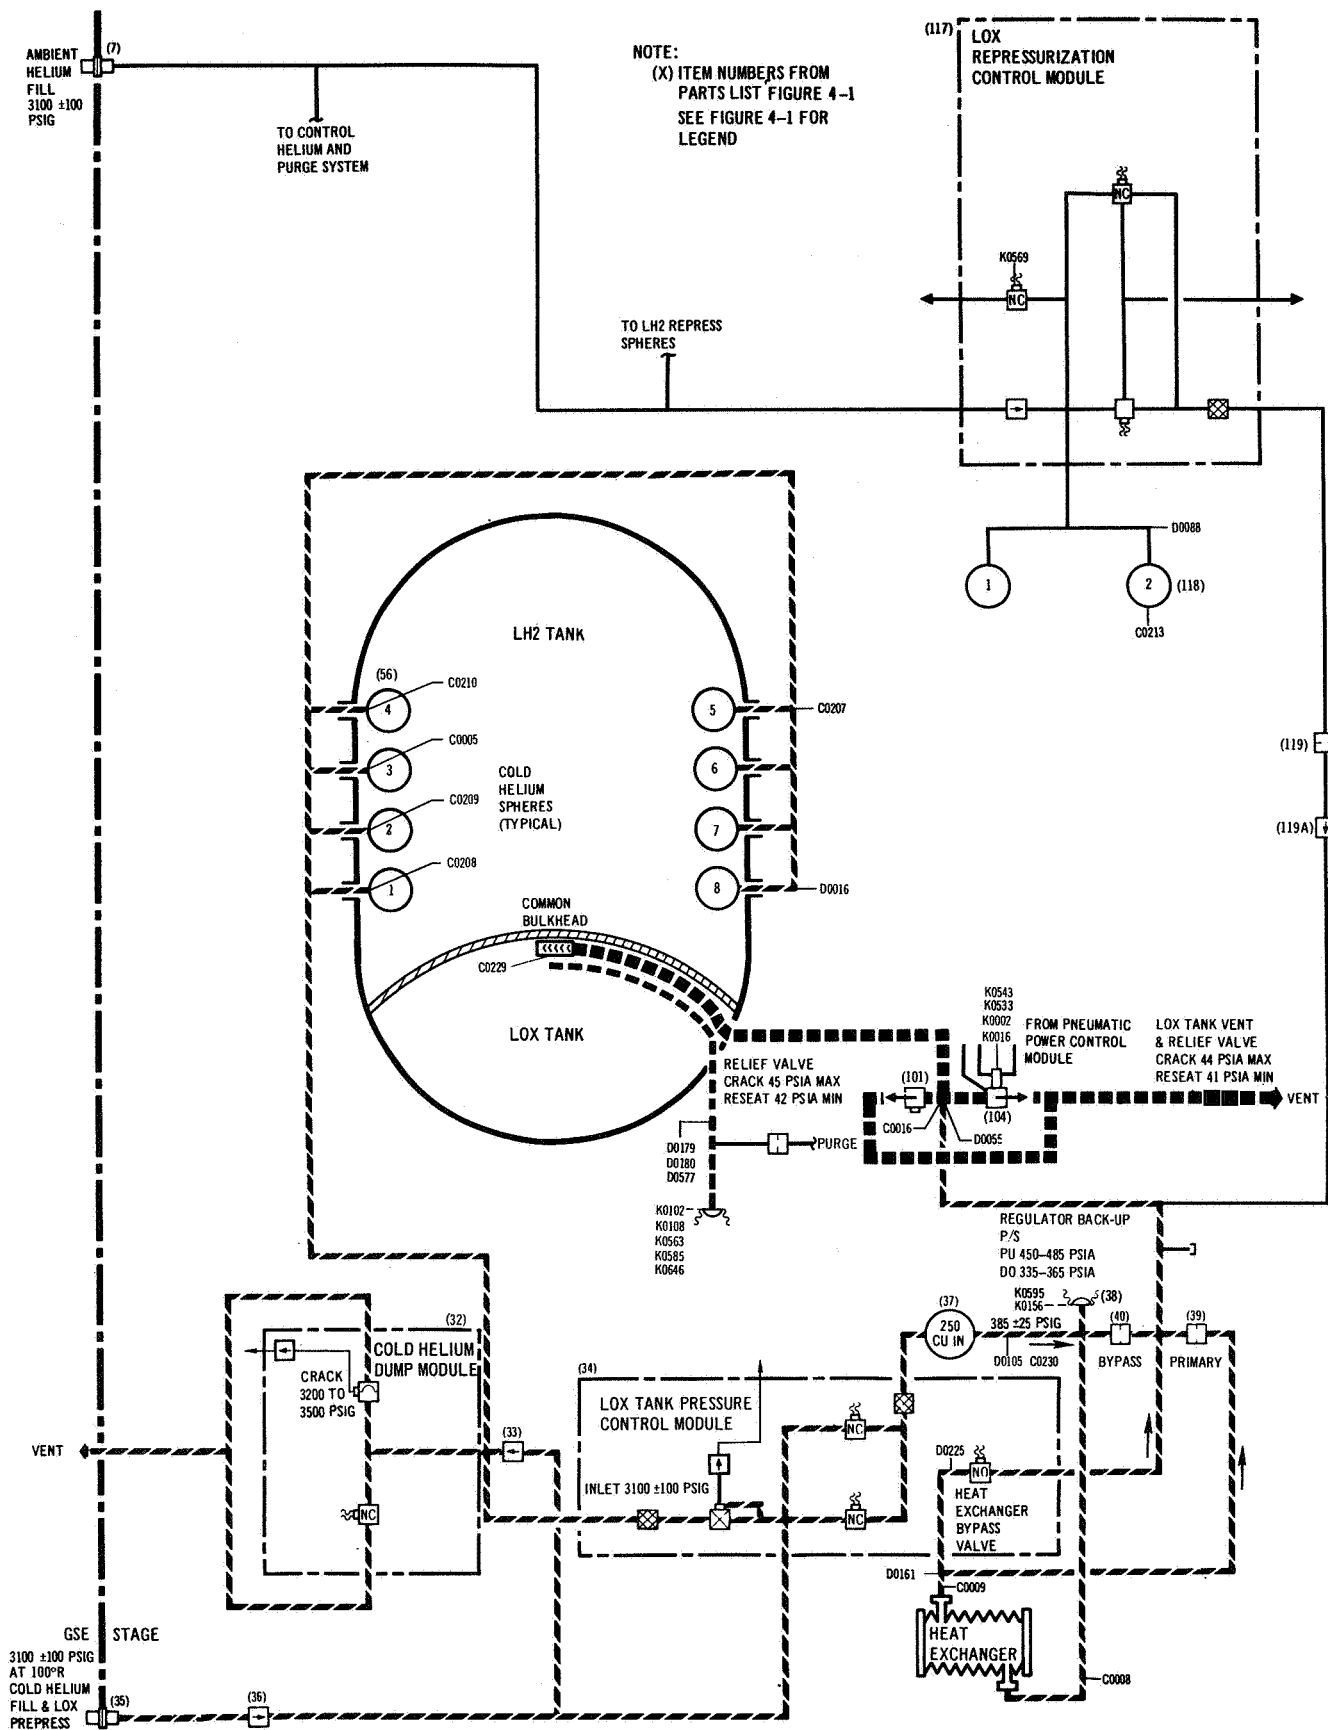 (7)
AMBIENT
HELIUM
FILL
3100 ±100
PSIG
TO CONTROL
HELIUM AND
PURGE SYSTEM
NOTE:
(X) ITEM NUMBERS FROM
PARTS LIST FIGURE 4-1
SEE FIGURE 4-1 FOR
LEGEND
(117)
LOX
REPRESSURIZATION
CONTROL MODULE
NC
K0569
NC
TO LH2 REPRESS
SPHERES
D0088
1
2
(118)
C0213
LH2 TANK
(56)
4
C0210
3
C0005
2
C0209
1
C0208
COLD
HELIUM
SPHERES
(TYPICAL)
5
C0207
6
7
8
D0016
(119)
(119A)
COMMON
BULKHEAD
C0229
LOX TANK
RELIEF VALVE
CRACK 45 PSIA MAX
RESEAT 42 PSIA MIN
K0543
K0533
K0002
K0016
FROM PNEUMATIC
POWER CONTROL
MODULE
LOX TANK VENT
& RELIEF VALVE
CRACK 44 PSIA MAX
RESEAT 41 PSIA MIN
(101)
(104)
VENT
C0016
D0055
D0179
D0180
D0577
PURGE
K0102
K0108
K0563
K0585
K0646
REGULATOR BACK-UP
P/S
PU 450-485 PSIA
DO 335-365 PSIA
K0595
K0156
(38)
(37)
250
CU IN
385 ±25 PSIG
D0105 C0230
(40)
BYPASS
(39)
PRIMARY
(32)
COLD HELIUM
DUMP MODULE
CRACK
3200 TO
3500 PSIG
VENT
NC
(33)
(34)
LOX TANK PRESSURE
CONTROL MODULE
NC
INLET 3100 ±100 PSIG
NC
D0225
NO
HEAT
EXCHANGER
BYPASS
VALVE
D0161
C0009
HEAT
EXCHANGER
C0008
GSE
STAGE
3100 ±100 PSIG
AT 100°R
COLD HELIUM
FILL & LOX
PREPRESS
(35)
(36)